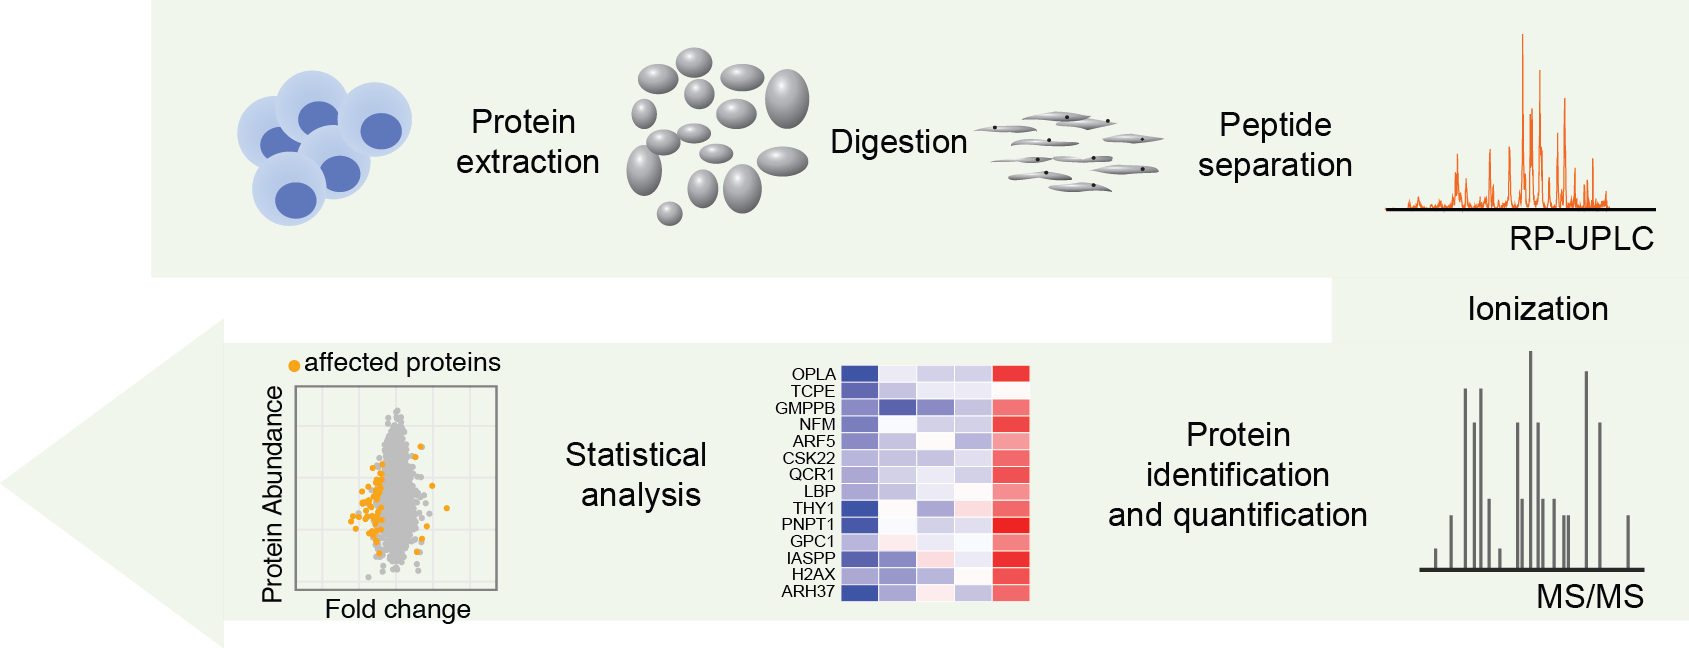 Protein
extraction
Digestion
Peptide
separation
RP-UPLC
Ionization
MS/MS
Protein
identification
and quantification
OPLA
TCPE
GMPPB
NFM
ARF5
CSK22
QCR1
LBP
THY1
PNPT1
GPC1
IASPP
H2AX
ARH37
Statistical
analysis
affected proteins
Protein Abundance
Fold change